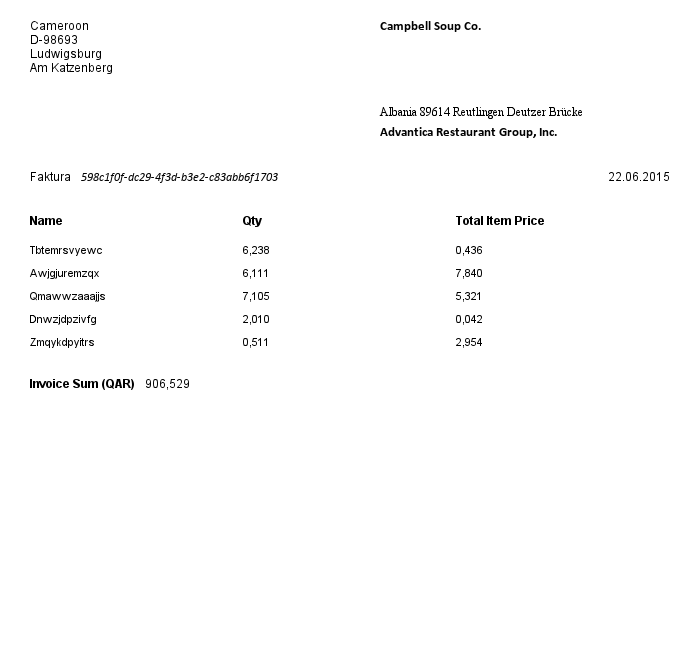 Cameroon
D-98693
Ludwigsburg
Am Katzenberg
Campbell Soup Co.
Albania 89614 Reutlingen Deutzer Brücke
Advantica Restaurant Group, Inc.
Faktura 598c1f0f-dc29-4f3d-b3e2-c83abb6f1703 22.06.2015
Name Qty Total Item Price
Tbtemrsvyewc 6,238 0,436
Awjgjuremzqx 6,111 7,840
Qmawwzaaajjs 7,105 5,321
Dnwzjdpzivfg 2,010 0,042
Zmqykdpyitrs 0,511 2,954
Invoice Sum (QAR) 906,529